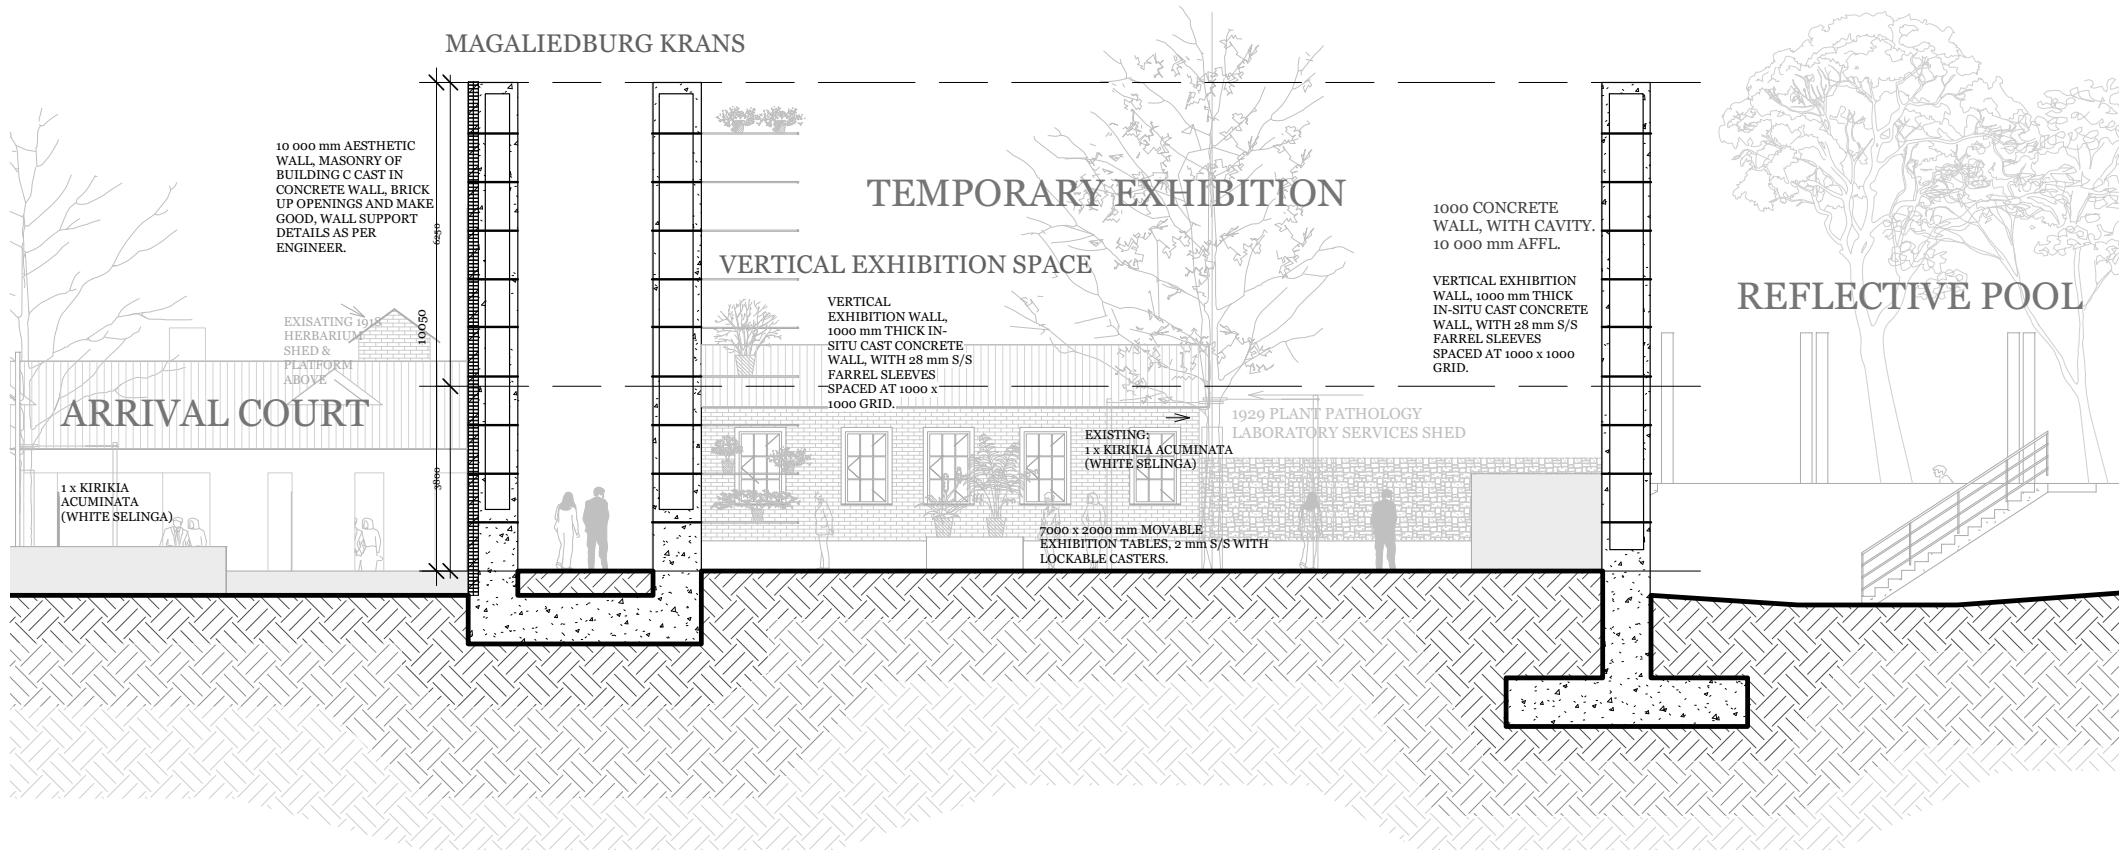 MAGALIEDBURG KRANS
10 000 mm AESTHETIC
WALL, MASONRY OF
BUILDING C CAST IN
CONCRETE WALL, BRICK
UP OPENINGS AND MAKE
GOOD, WALL SUPPORT
DETAILS AS PER
ENGINEER.
6250
10050
3800
EXISATING 1918
HERBARIUM
SHED &
PLATFORM
ABOVE
ARRIVAL COURT
1 x KIRIKIA
ACUMINATA
(WHITE SELINGA)
TEMPORARY EXHIBITION
VERTICAL EXHIBITION SPACE
VERTICAL
EXHIBITION WALL,
1000 mm THICK IN-
SITU CAST CONCRETE
WALL, WITH 28 mm S/S
FARREL SLEEVES
SPACED AT 1000 x
1000 GRID.
EXISTING:
1 x KIRIKIA ACUMINATA
(WHITE SELINGA)
1929 PLANT PATHOLOGY
LABORATORY SERVICES SHED
7000 x 2000 mm MOVABLE
EXHIBITION TABLES, 2 mm S/S WITH
LOCKABLE CASTERS.
1000 CONCRETE
WALL, WITH CAVITY.
10 000 mm AFFL.
VERTICAL EXHIBITION
WALL, 1000 mm THICK
IN-SITU CAST CONCRETE
WALL, WITH 28 mm S/S
FARREL SLEEVES
SPACED AT 1000 x 1000
GRID.
REFLECTIVE POOL